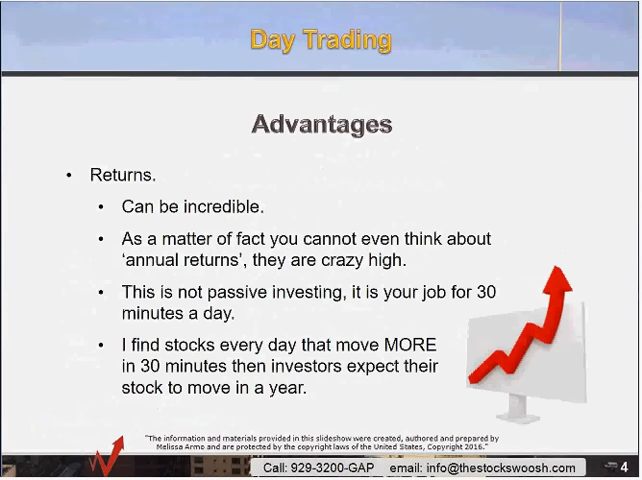 Day Trading
Advantages
• Returns.
• Can be incredible.
• As a matter of fact you cannot even think about
‘annual returns’, they are crazy high.
• This is not passive investing, it is your job for 30
minutes a day.
• I find stocks every day that move MORE
in 30 minutes then investors expect their
stock to move in a year.
"The information and materials provided in this slideshow were created, authored and prepared by
Melissa Armo and are protected by the copyright laws of the United States, Copyright 2016."
Call: 929-3200-GAP email: info@thestockswoosh.com
4